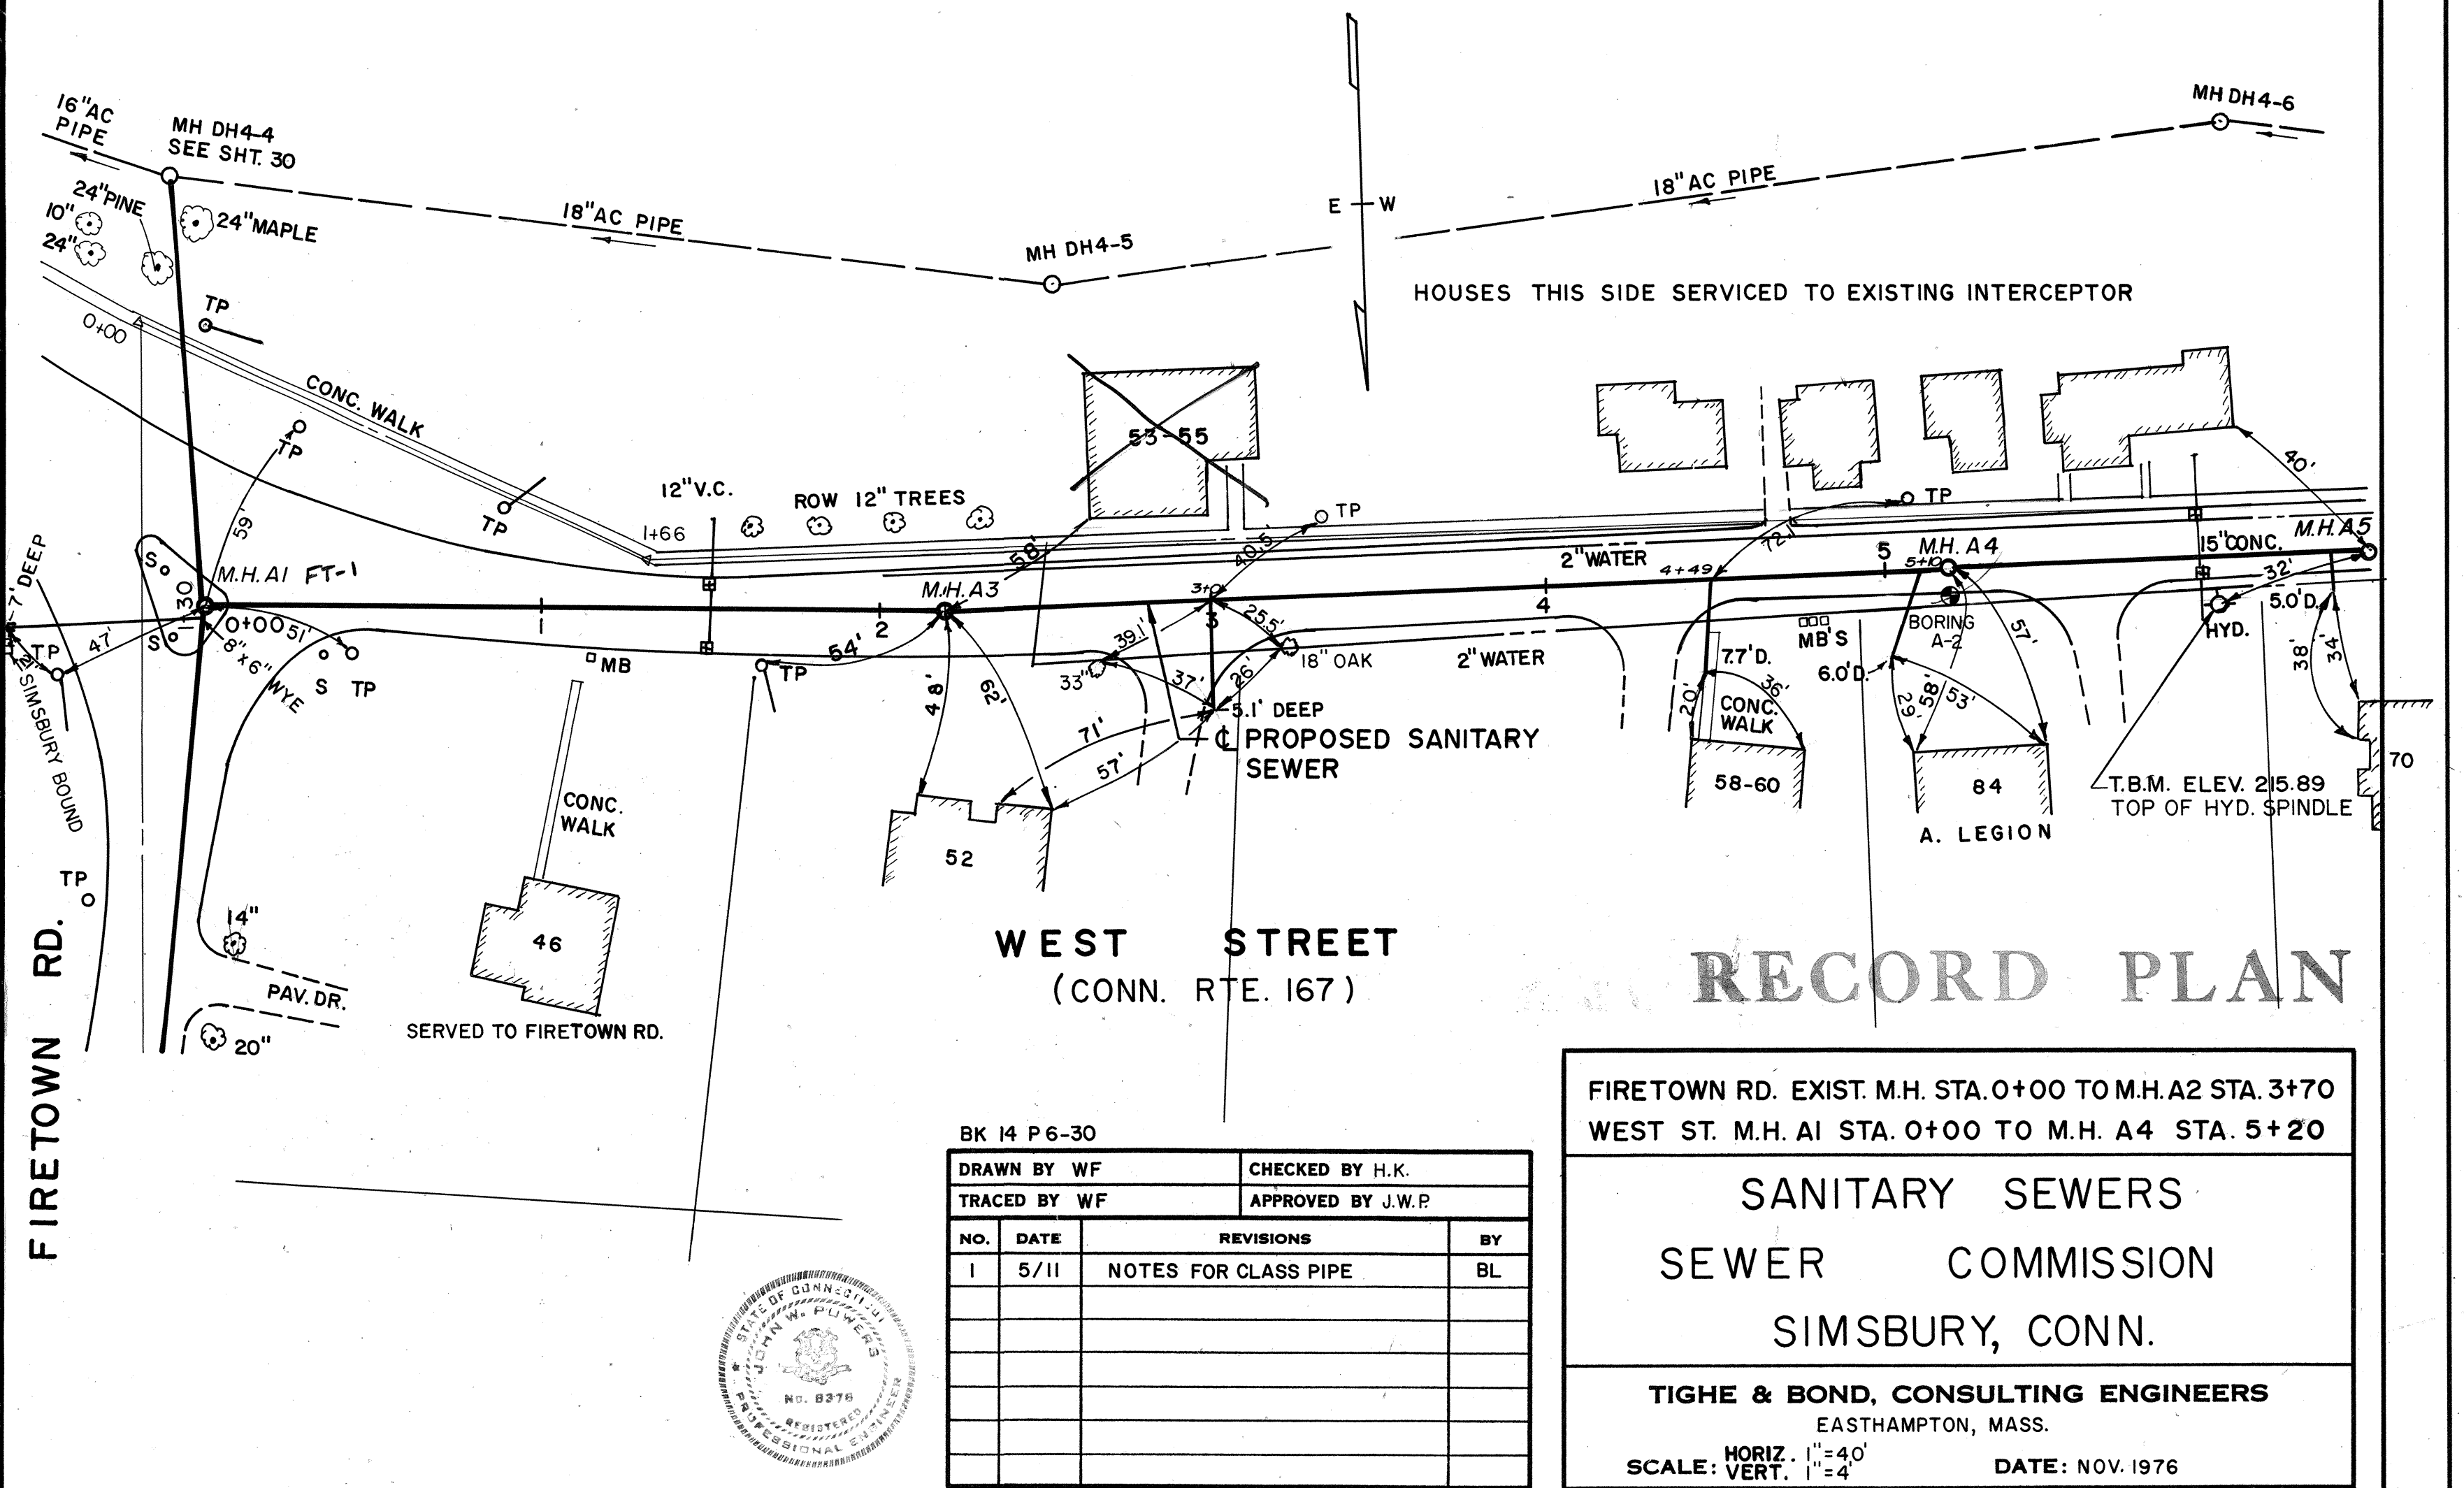 16"AC
PIPE
MH DH4-4
SEE SHT. 30
24"PINE
10"
24"
24"MAPLE
18"AC PIPE
MH DH4-5
E W
18"AC PIPE
MH DH4-6
HOUSES THIS SIDE SERVICED TO EXISTING INTERCEPTOR
TP
0+00
CONC. WALK
TP
TP
1+66
12"V.C.
ROW 12" TREES
53-55
TP
TP
59'
58'
40.5'
72.1'
40'
7' DEEP
S
S
1+30
M.H. A1 FT-1
0+00
51'
8"x6" WYE
47'
TP
SIMSBURY BOUND
S TP
1
2
M.H. A3
3+0
3
4
2"WATER
4+49
5
M.H. A4
5+10
15"CONC.
M.H. A5
32'
5.0'D.
HYD.
MB
TP
54'
48'
62'
39.1'
33"
37'
25.5'
26'
18" OAK
2"WATER
5.1' DEEP
71'
57'
℄ PROPOSED SANITARY
SEWER
7.7'D.
20'
36'
CONC.
WALK
58-60
MB'S
BORING
A-2
6.0'D.
62'
58'
53'
57'
84
A. LEGION
38'
34'
70
T.B.M. ELEV. 215.89
TOP OF HYD. SPINDLE
CONC.
WALK
52
46
SERVED TO FIRETOWN RD.
TP
14"
PAV. DR.
20"
FIRETOWN RD.
WEST STREET
(CONN. RTE. 167)
RECORD PLAN
BK 14 P 6-30
DRAWN BY WF
CHECKED BY H.K.
TRACED BY WF
APPROVED BY J.W.P.
NO. DATE REVISIONS BY
1 5/11 NOTES FOR CLASS PIPE BL
STATE OF CONNECTICUT
JOHN W. POWERS
No. 8376
REGISTERED
PROFESSIONAL ENGINEER
FIRETOWN RD. EXIST. M.H. STA. 0+00 TO M.H. A2 STA. 3+70
WEST ST. M.H. A1 STA. 0+00 TO M.H. A4 STA. 5+20
SANITARY SEWERS
SEWER COMMISSION
SIMSBURY, CONN.
TIGHE & BOND, CONSULTING ENGINEERS
EASTHAMPTON, MASS.
SCALE: HORIZ. 1"=40'
VERT. 1"=4'
DATE: NOV. 1976